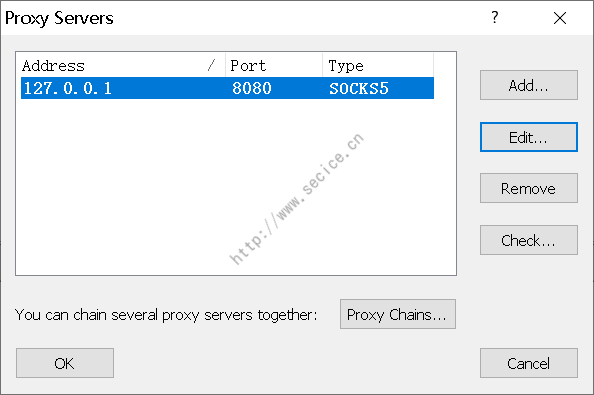 Proxy Servers ? ×
Address / Port Type
127.0.0.1 8080 SOCKS5
Add...
Edit...
Remove
Check...
http://www.secice.cn
You can chain several proxy servers together: Proxy Chains...
OK Cancel